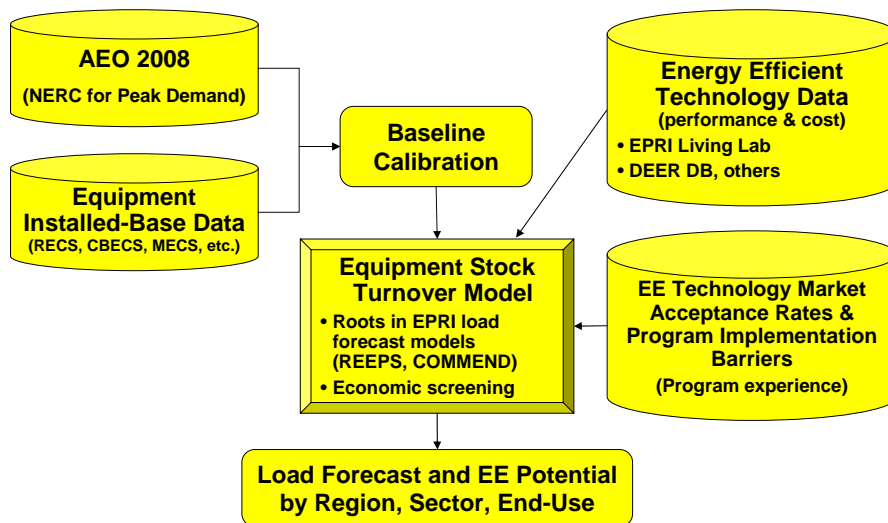 AEO 2008
(NERC for Peak Demand)
Equipment
Installed-Base Data
(RECS, CBECS, MECS, etc.)
Baseline
Calibration
Energy Efficient
Technology Data
(performance & cost)
• EPRI Living Lab
• DEER DB, others
Equipment Stock
Turnover Model
• Roots in EPRI load
forecast models
(REEPS, COMMEND)
• Economic screening
EE Technology Market
Acceptance Rates &
Program Implementation
Barriers
(Program experience)
Load Forecast and EE Potential
by Region, Sector, End-Use